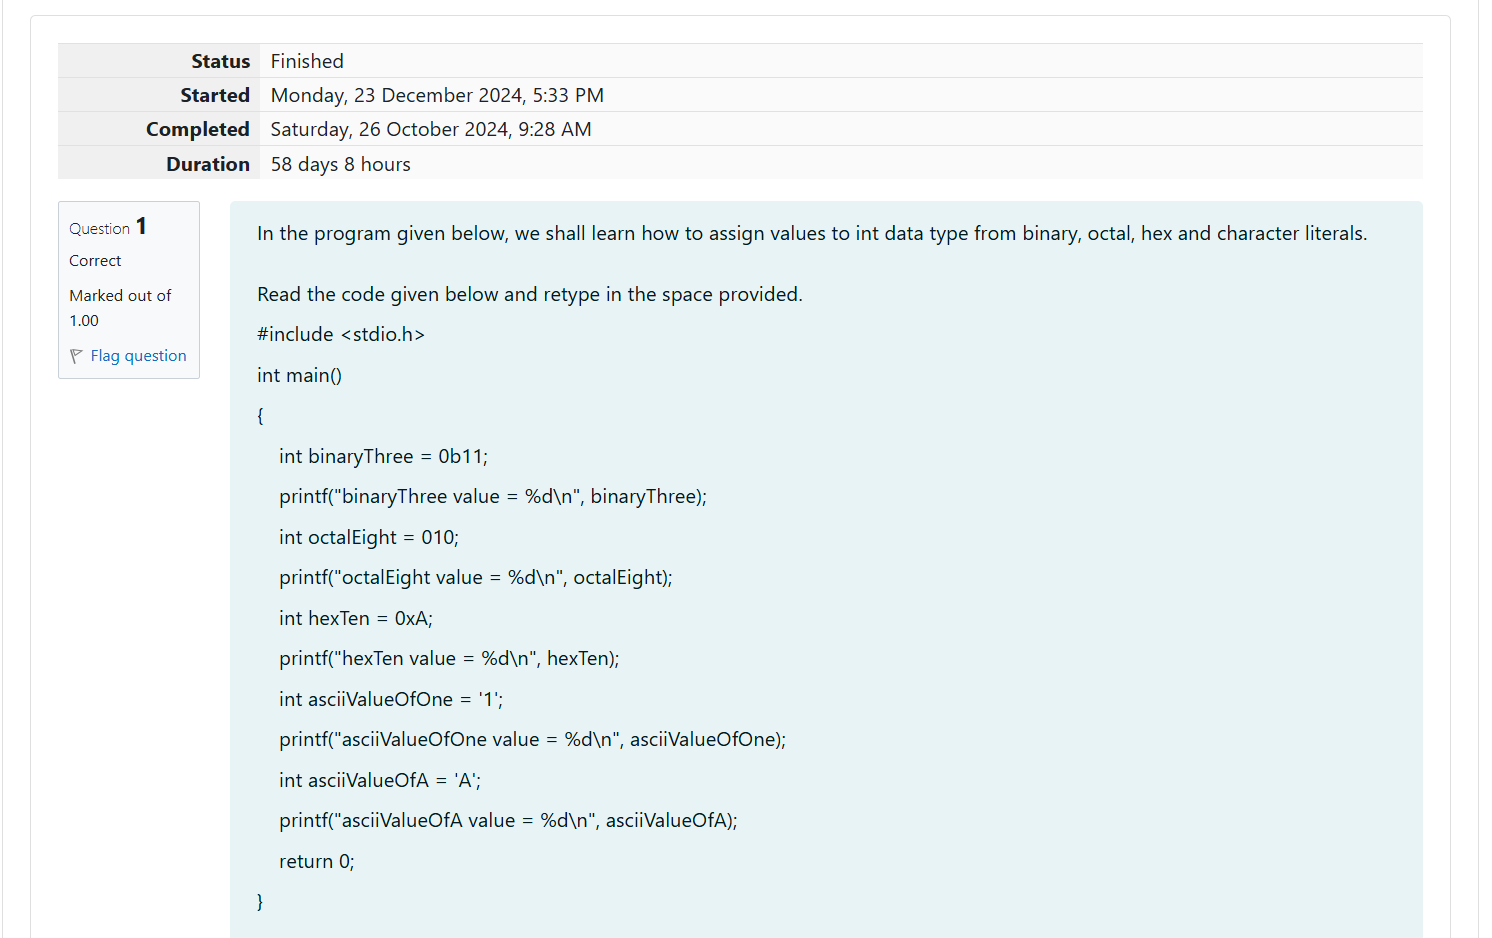 Status Finished
Started Monday, 23 December 2024, 5:33 PM
Completed Saturday, 26 October 2024, 9:28 AM
Duration 58 days 8 hours
Question 1
Correct
Marked out of
1.00
Flag question
In the program given below, we shall learn how to assign values to int data type from binary, octal, hex and character literals.
Read the code given below and retype in the space provided.
#include <stdio.h>
int main()
{
int binaryThree = 0b11;
printf("binaryThree value = %d\n", binaryThree);
int octalEight = 010;
printf("octalEight value = %d\n", octalEight);
int hexTen = 0xA;
printf("hexTen value = %d\n", hexTen);
int asciiValueOfOne = '1';
printf("asciiValueOfOne value = %d\n", asciiValueOfOne);
int asciiValueOfA = 'A';
printf("asciiValueOfA value = %d\n", asciiValueOfA);
return 0;
}